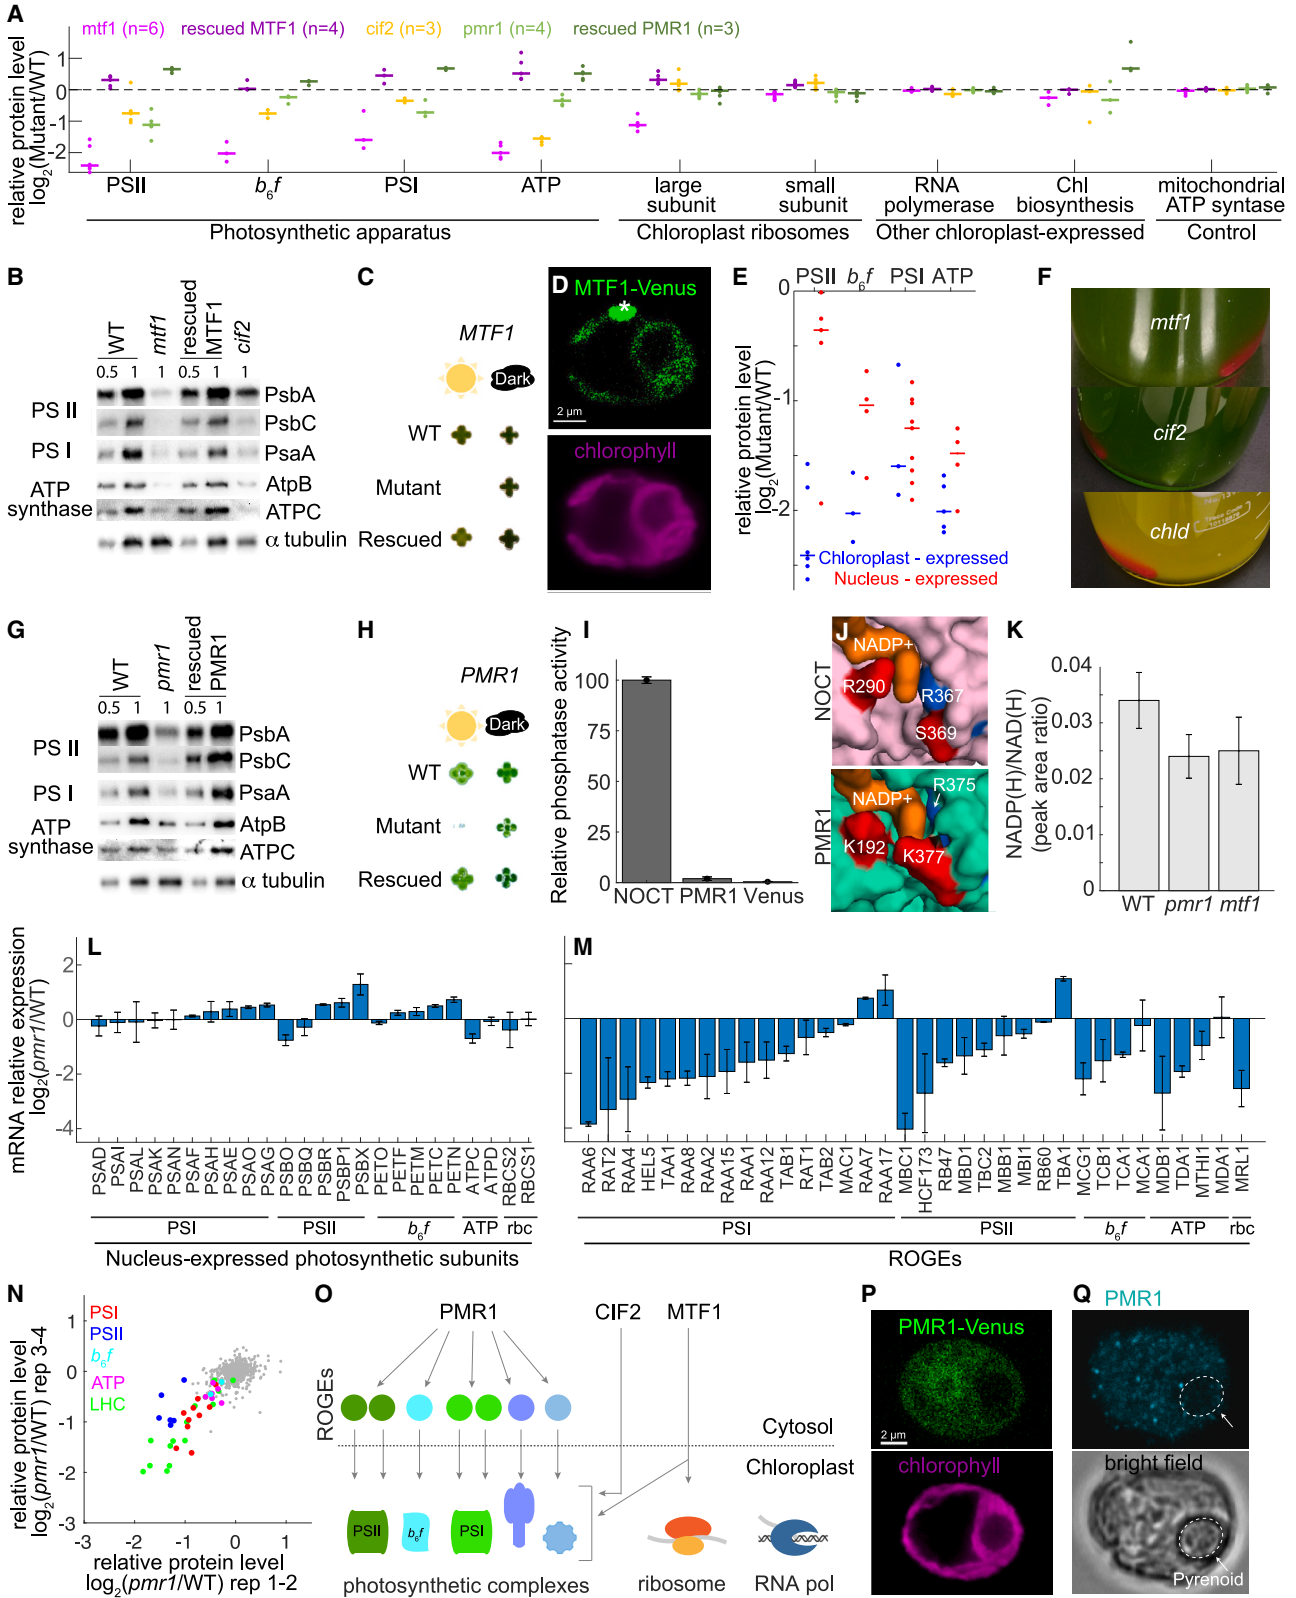 A
mtf1 (n=6) rescued MTF1 (n=4) cif2 (n=3) pmr1 (n=4) rescued PMR1 (n=3)
relative protein level
log2(Mutant/WT)
1
0
-1
-2
PSII b6f PSI ATP large subunit small subunit RNA polymerase Chl biosynthesis mitochondrial ATP syntase
Photosynthetic apparatus Chloroplast ribosomes Other chloroplast-expressed Control
B
WT mtf1 rescued MTF1 cif2
0.5 1 1 0.5 1 1
PS II
PS I
ATP synthase
PsbA
PsbC
PsaA
AtpB
ATPC
α tubulin
C
MTF1
Dark
WT
Mutant
Rescued
D
MTF1-Venus
*
2 µm
chlorophyll
E
PSII b6f PSI ATP
relative protein level
log2(Mutant/WT)
0
-1
-2
Chloroplast - expressed
Nucleus - expressed
F
mtf1
cif2
chld
G
WT pmr1 rescued PMR1
0.5 1 1 0.5 1
PS II
PS I
ATP synthase
PsbA
PsbC
PsaA
AtpB
ATPC
α tubulin
H
PMR1
Dark
WT
Mutant
Rescued
I
Relative phosphatase activity
100
75
50
25
0
NOCT PMR1 Venus
J
NOCT
NADP+
R290
R367
S369
PMR1
NADP+
R375
K192
K377
K
NADP(H)/NAD(H)
(peak area ratio)
0.04
0.03
0.02
0.01
0
WT pmr1 mtf1
L
mRNA relative expression
log2(pmr1/WT)
2
0
-2
-4
PSAD PSAI PSAL PSAK PSAN PSAF PSAH PSAE PSAO PSAG PSBO PSBQ PSBR PSBP1 PSBX PETO PETF PETM PETC PETN ATPC ATPD RBCS2 RBCS1
PSI PSII b6f ATP rbc
Nucleus-expressed photosynthetic subunits
M
RAA6 RAT2 RAA4 HEL5 TAA1 RAA8 RAA2 RAA15 RAA1 RAA12 TAB1 RAT1 TAB2 MAC1 RAA7 RAA17 MBC1 HCF173 RB47 MBD1 TBC2 MBB1 MBI1 RB60 TBA1 MCG1 TCB1 TCA1 MCA1 MDB1 TDA1 MTHI1 MDA1 MRL1
PSI PSII b6f ATP rbc
ROGEs
N
PSI
PSII
b6f
ATP
LHC
relative protein level
log2(pmr1/WT) rep 3-4
1
0
-1
-2
-3
-3 -2 -1 0 1
relative protein level
log2(pmr1/WT) rep 1-2
O
PMR1 CIF2 MTF1
ROGEs
Cytosol
Chloroplast
PSII b6f PSI
photosynthetic complexes ribosome RNA pol
P
PMR1-Venus
2 µm
chlorophyll
Q
PMR1
bright field
Pyrenoid